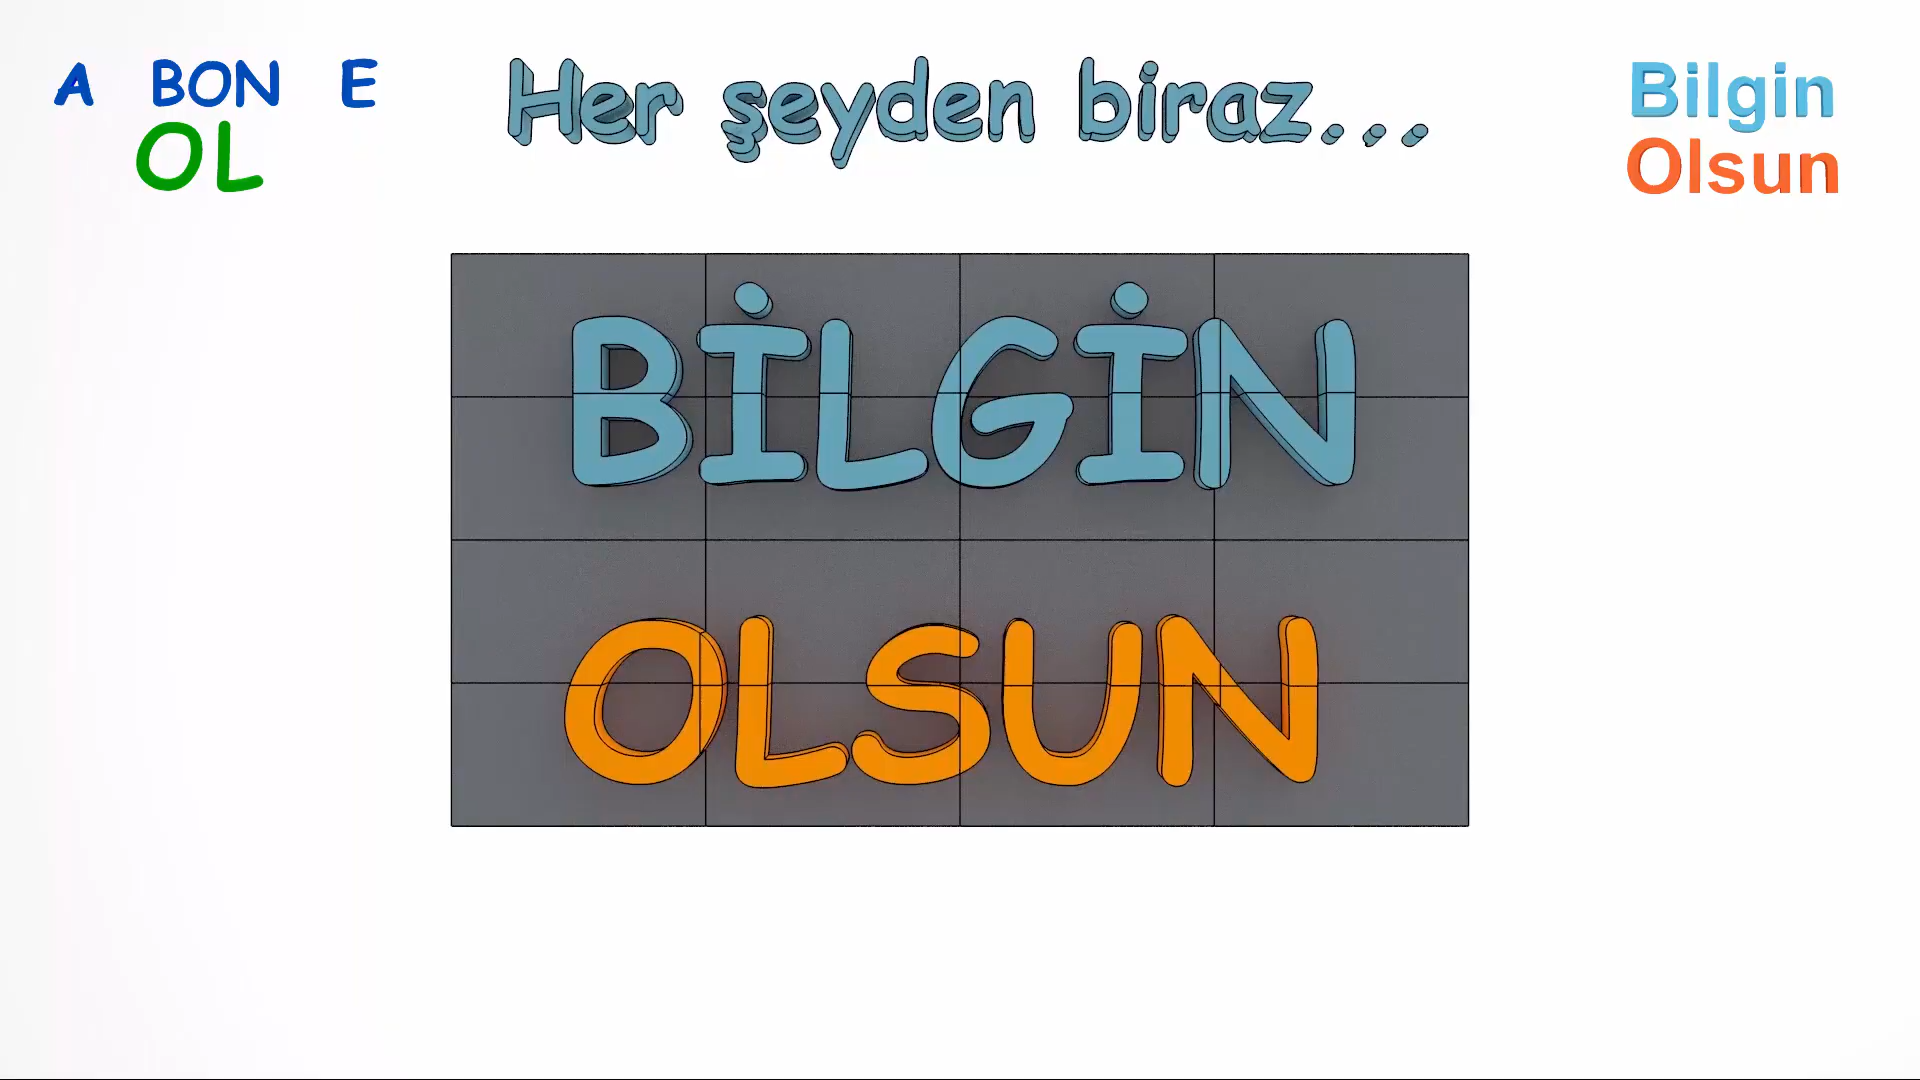 A BON E
OL
Her şeyden biraz...
Bilgin
Olsun
BİLGİN
OLSUN